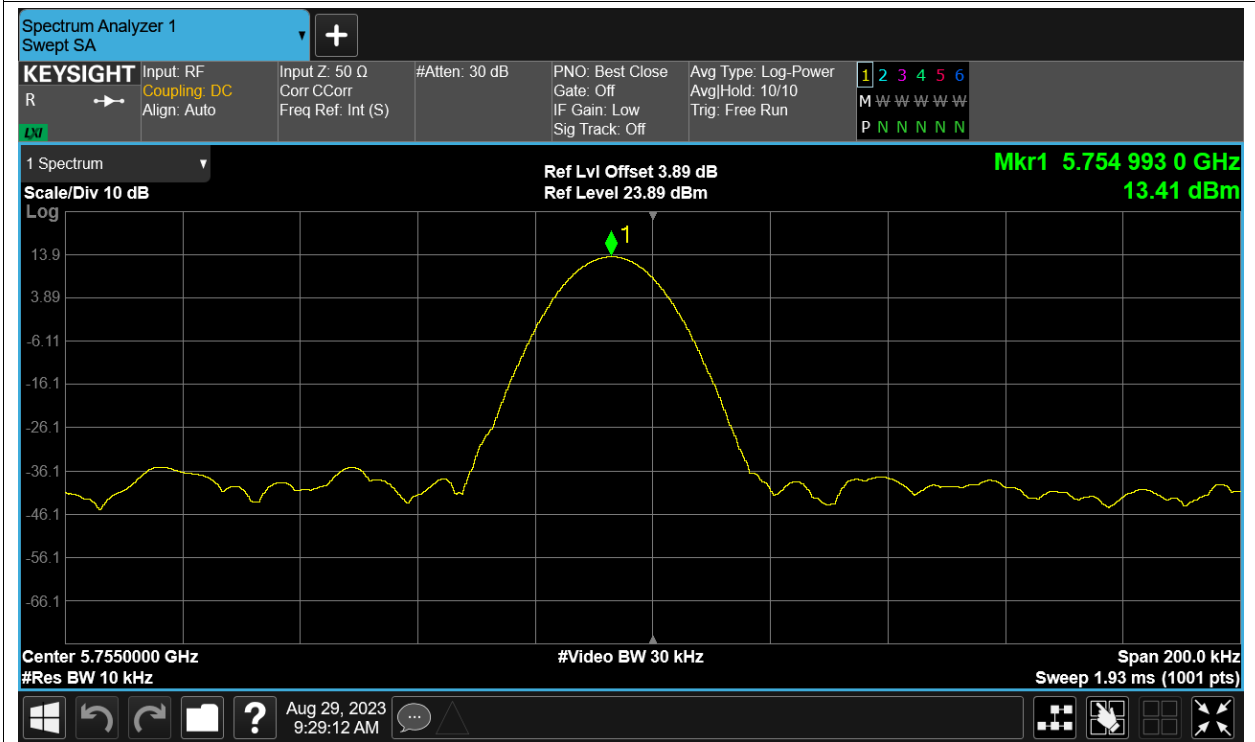 Spectrum Analyzer 1
Swept SA
KEYSIGHT
R
LXI
Input: RF
Coupling: DC
Align: Auto
Input Z: 50 Ω
Corr CCorr
Freq Ref: Int (S)
#Atten: 30 dB
PNO: Best Close
Gate: Off
IF Gain: Low
Sig Track: Off
Avg Type: Log-Power
Avg|Hold: 10/10
Trig: Free Run
1 2 3 4 5 6
M W W W W W
P N N N N N
1 Spectrum
Scale/Div 10 dB
Log
Ref Lvl Offset 3.89 dB
Ref Level 23.89 dBm
Mkr1 5.754 993 0 GHz
13.41 dBm
1
13.9
3.89
-6.11
-16.1
-26.1
-36.1
-46.1
-56.1
-66.1
Center 5.7550000 GHz
#Res BW 10 kHz
#Video BW 30 kHz
Span 200.0 kHz
Sweep 1.93 ms (1001 pts)
?
Aug 29, 2023
9:29:12 AM